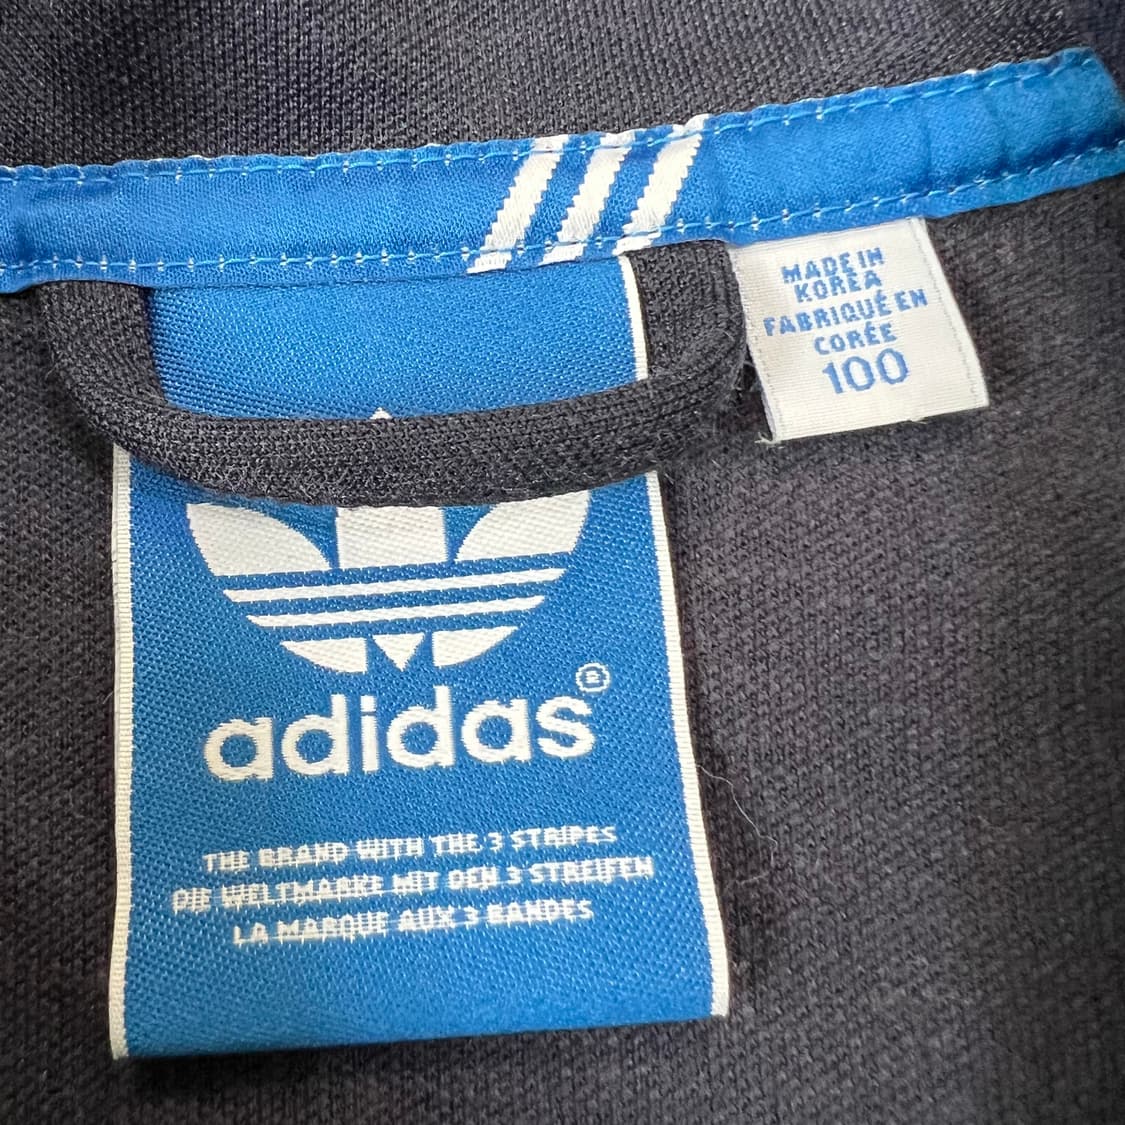 MADE IN
KOREA
FABRIQUÉ EN
CORÉE
100
adidas®
THE BRAND WITH THE 3 STRIPES
DIE WELTMARKE MIT DEN 3 STREIFEN
LA MARQUE AUX 3 BANDES